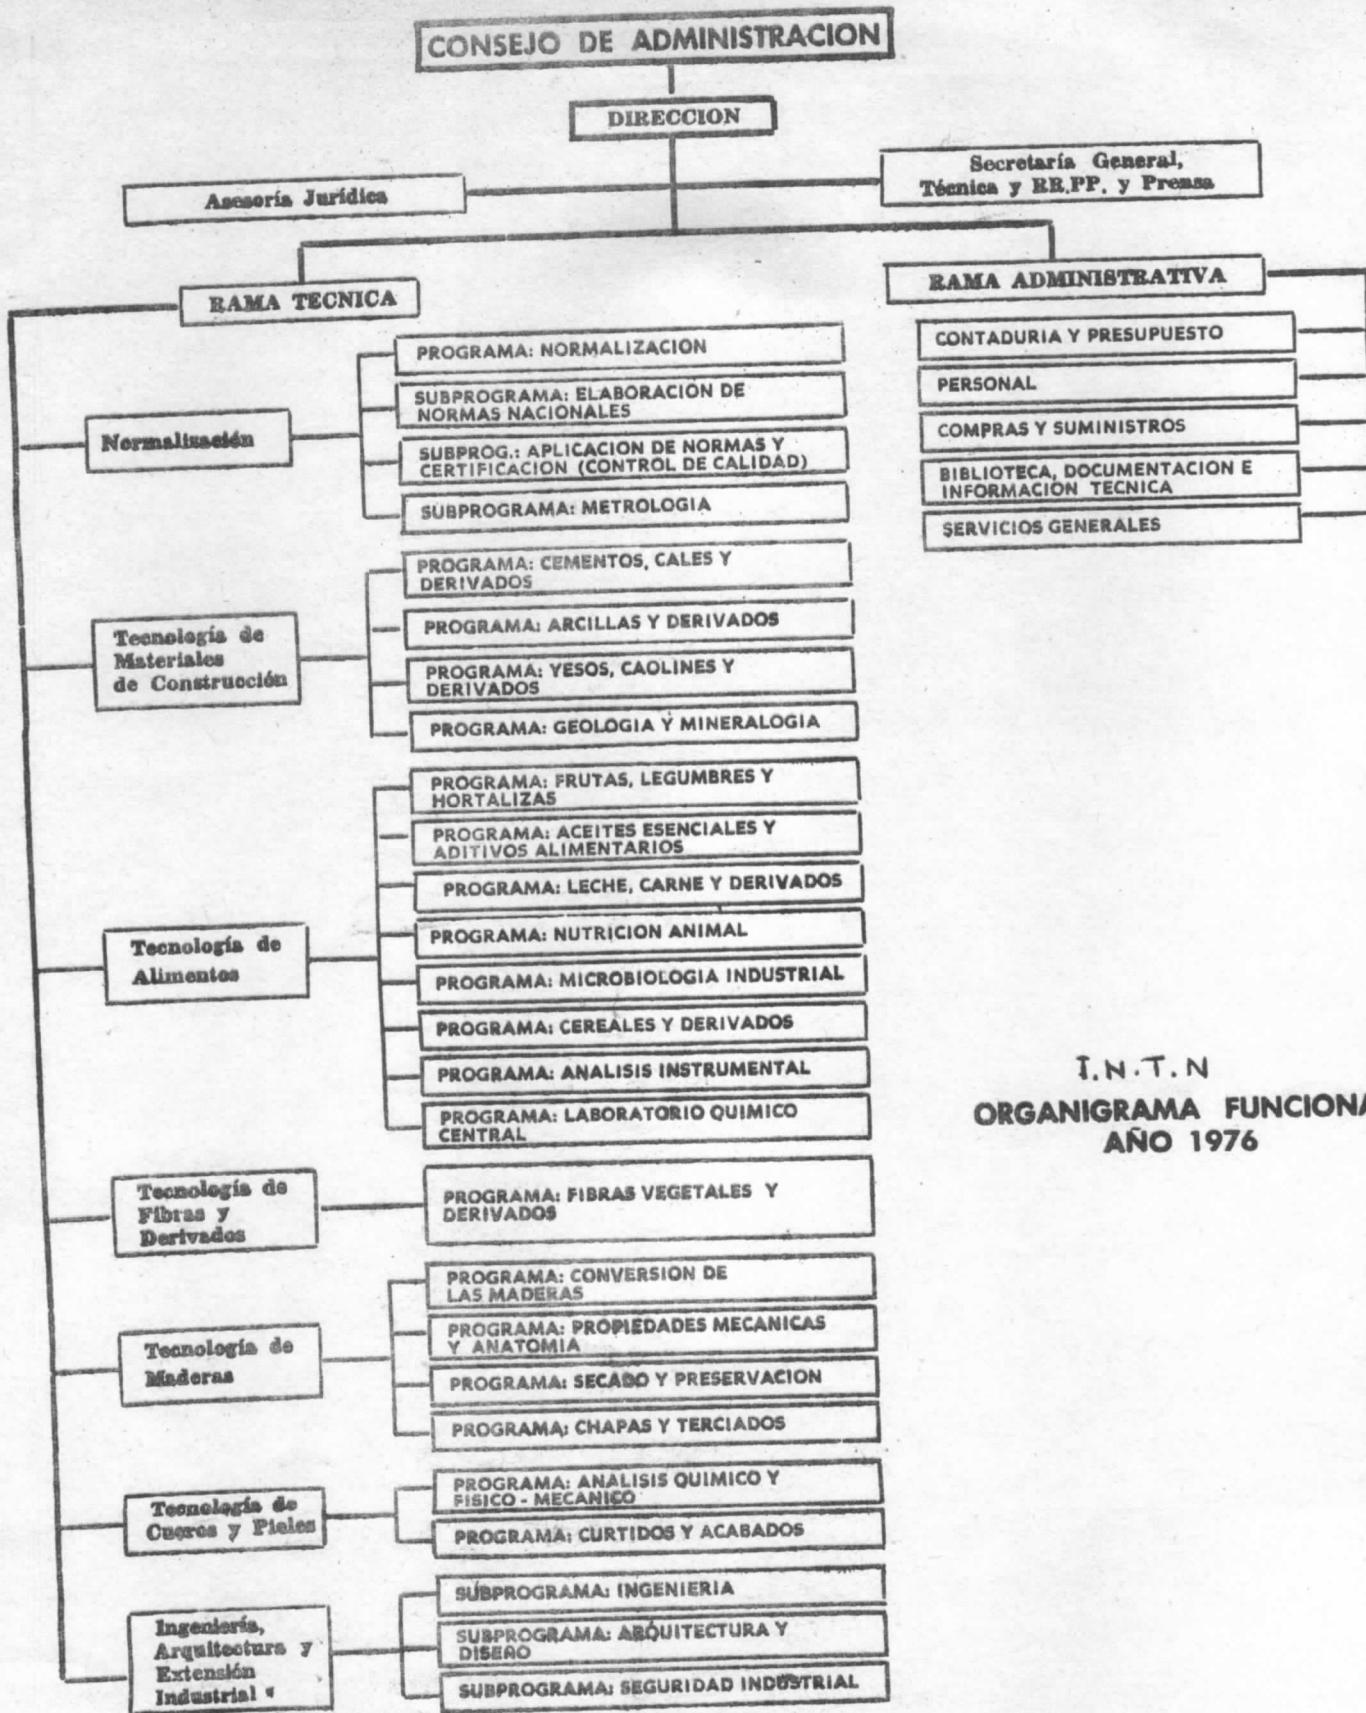 CONSEJO DE ADMINISTRACION
DIRECCION
Asesoría Jurídica
Secretaría General,
Técnica y RR.PP. y Prensa
RAMA TECNICA
RAMA ADMINISTRATIVA
Normalización
PROGRAMA: NORMALIZACION
SUBPROGRAMA: ELABORACION DE
NORMAS NACIONALES
SUBPROG.: APLICACION DE NORMAS Y
CERTIFICACION (CONTROL DE CALIDAD)
SUBPROGRAMA: METROLOGIA
CONTADURIA Y PRESUPUESTO
PERSONAL
COMPRAS Y SUMINISTROS
BIBLIOTECA, DOCUMENTACION E
INFORMACION TECNICA
SERVICIOS GENERALES
Tecnología de
Materiales
de Construcción
PROGRAMA: CEMENTOS, CALES Y
DERIVADOS
PROGRAMA: ARCILLAS Y DERIVADOS
PROGRAMA: YESOS, CAOLINES Y
DERIVADOS
PROGRAMA: GEOLOGIA Y MINERALOGIA
Tecnología de
Alimentos
PROGRAMA: FRUTAS, LEGUMBRES Y
HORTALIZAS
PROGRAMA: ACEITES ESENCIALES Y
ADITIVOS ALIMENTARIOS
PROGRAMA: LECHE, CARNE Y DERIVADOS
PROGRAMA: NUTRICION ANIMAL
PROGRAMA: MICROBIOLOGIA INDUSTRIAL
PROGRAMA: CEREALES Y DERIVADOS
PROGRAMA: ANALISIS INSTRUMENTAL
PROGRAMA: LABORATORIO QUIMICO
CENTRAL
I.N.T.N
ORGANIGRAMA FUNCIONA
AÑO 1976
Tecnología de
Fibras y
Derivados
PROGRAMA: FIBRAS VEGETALES Y
DERIVADOS
Tecnología de
Maderas
PROGRAMA: CONVERSION DE
LAS MADERAS
PROGRAMA: PROPIEDADES MECANICAS
Y ANATOMIA
PROGRAMA: SECADO Y PRESERVACION
PROGRAMA: CHAPAS Y TERCIADOS
Tecnología de
Cueros y Pieles
PROGRAMA: ANALISIS QUIMICO Y
FISICO - MECANICO
PROGRAMA: CURTIDOS Y ACABADOS
Ingeniería,
Arquitectura y
Extensión
Industrial
SUBPROGRAMA: INGENIERIA
SUBPROGRAMA: ARQUITECTURA Y
DISEÑO
SUBPROGRAMA: SEGURIDAD INDUSTRIAL